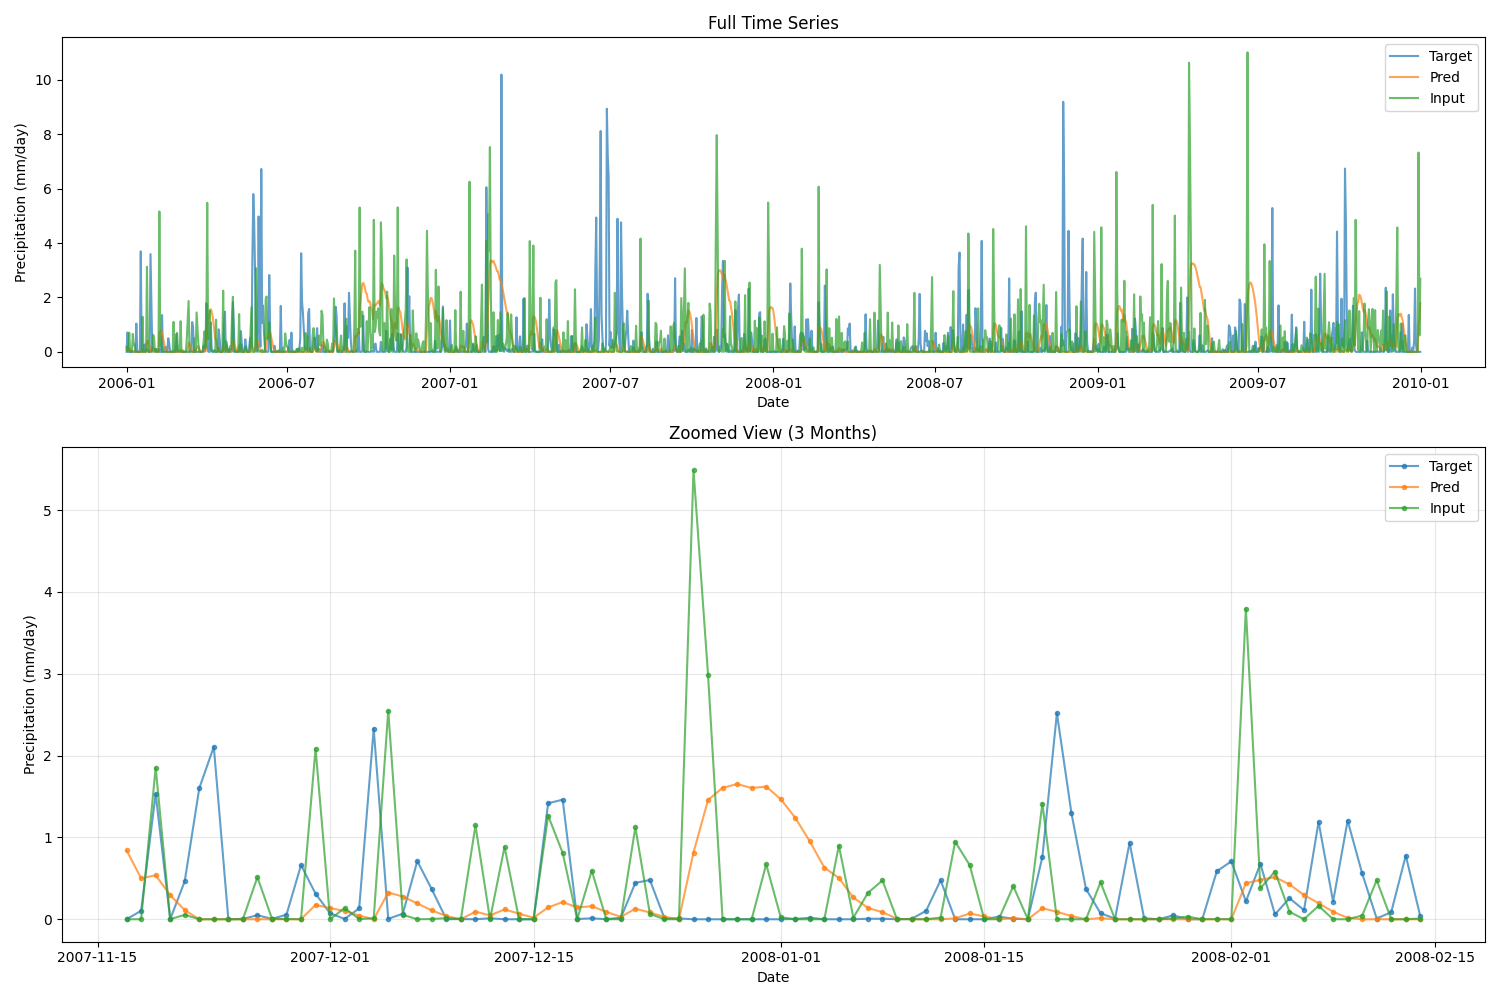 Full Time Series
Precipitation (mm/day)
10
8
6
4
2
0
Target
Pred
Input
2006-01
2006-07
2007-01
2007-07
2008-01
2008-07
2009-01
2009-07
2010-01
Date
Zoomed View (3 Months)
Precipitation (mm/day)
5
4
3
2
1
0
Target
Pred
Input
2007-11-15
2007-12-01
2007-12-15
2008-01-01
2008-01-15
2008-02-01
2008-02-15
Date